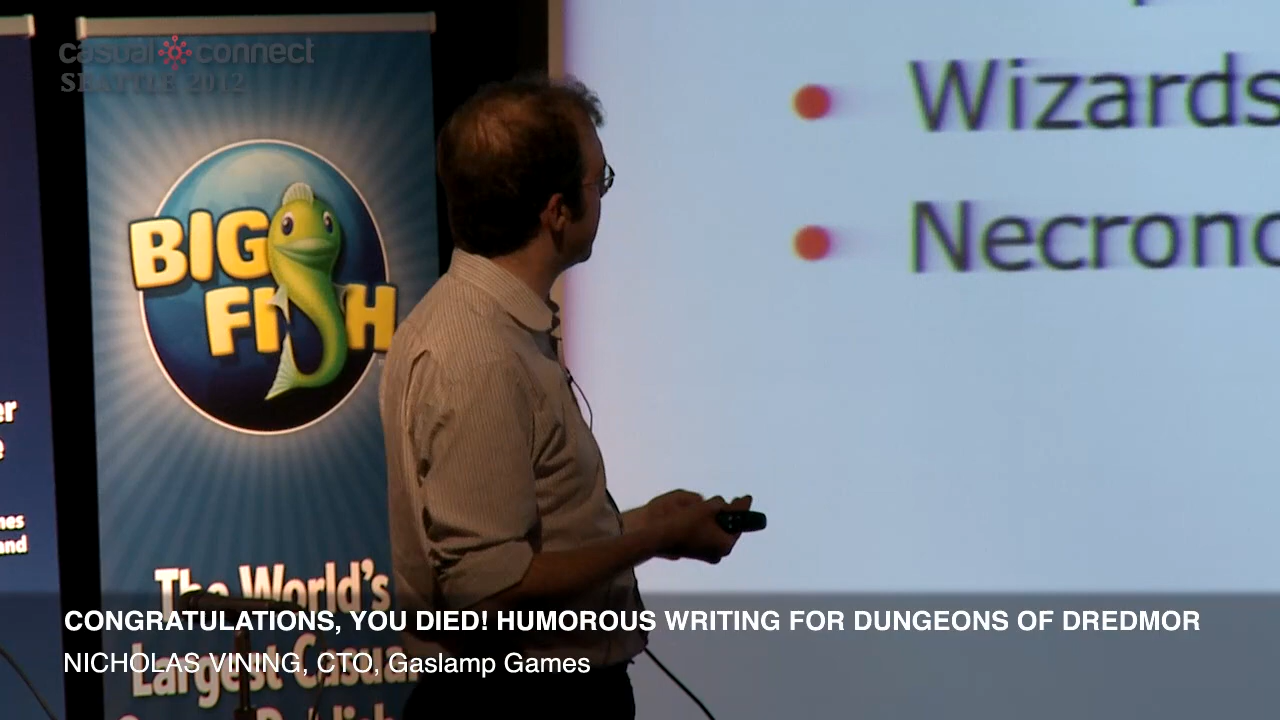 casual connect
SEATTLE 2012
Wizards
BIG
FISH
The World's
Largest Casual
CONGRATULATIONS, YOU DIED! HUMOROUS WRITING FOR DUNGEONS OF DREDMOR
NICHOLAS VINING, CTO, Gaslamp Games